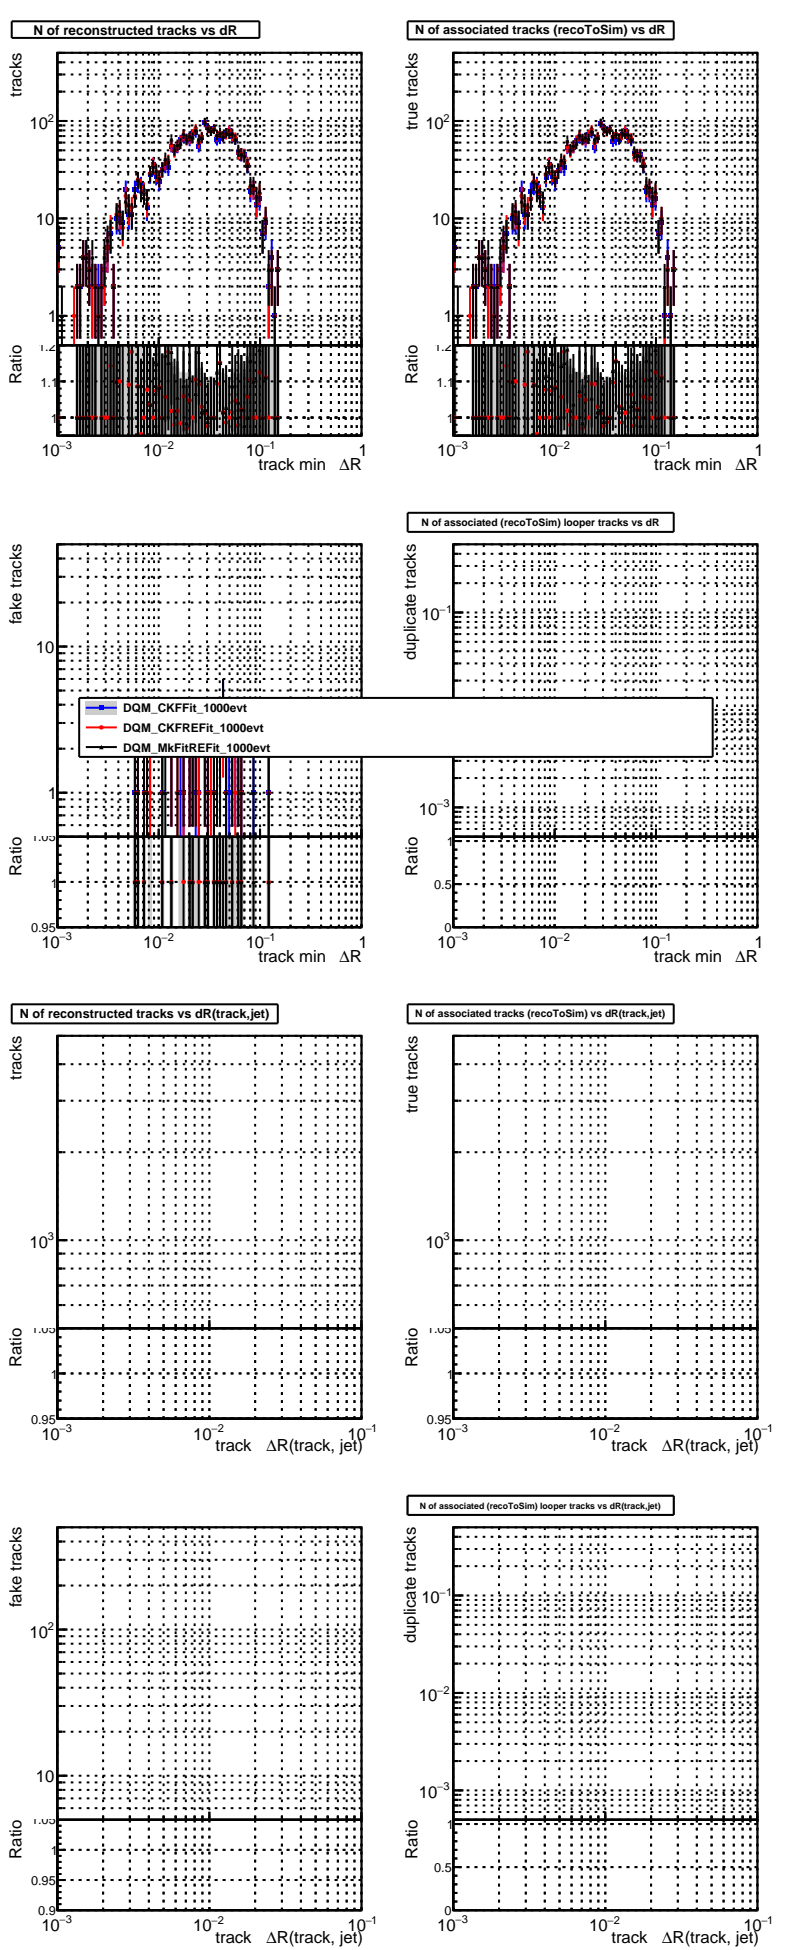 N of reconstructed tracks vs dR
tracks
10²
10
1
Ratio
1.2
1.1
1
10⁻³ 10⁻² 10⁻¹ 1
track min ΔR
N of associated tracks (recoToSim) vs dR
true tracks
10²
10
1
Ratio
1.2
1.1
1
10⁻³ 10⁻² 10⁻¹ 1
track min ΔR
fake tracks
10
1
Ratio
1.05
1
0.95
10⁻³ 10⁻² 10⁻¹ 1
track min ΔR
N of associated (recoToSim) looper tracks vs dR
duplicate tracks
10⁻¹
10⁻³
Ratio
1
0.5
0
10⁻³ 10⁻² 10⁻¹ 1
track min ΔR
DQM_CKFFit_1000evt
DQM_CKFREFit_1000evt
DQM_MkFitREFit_1000evt
N of reconstructed tracks vs dR(track,jet)
tracks
10³
Ratio
1.05
1
0.95
10⁻³ 10⁻² 10⁻¹
track ΔR(track, jet)
N of associated tracks (recoToSim) vs dR(track,jet)
true tracks
10³
Ratio
1.05
1
0.95
10⁻³ 10⁻² 10⁻¹
track ΔR(track, jet)
fake tracks
10²
10
Ratio
1.05
1
0.95
0.9
10⁻³ 10⁻² 10⁻¹
track ΔR(track, jet)
N of associated (recoToSim) looper tracks vs dR(track,jet)
duplicate tracks
10⁻¹
10⁻²
10⁻³
Ratio
1
0.5
0
10⁻³ 10⁻² 10⁻¹
track ΔR(track, jet)